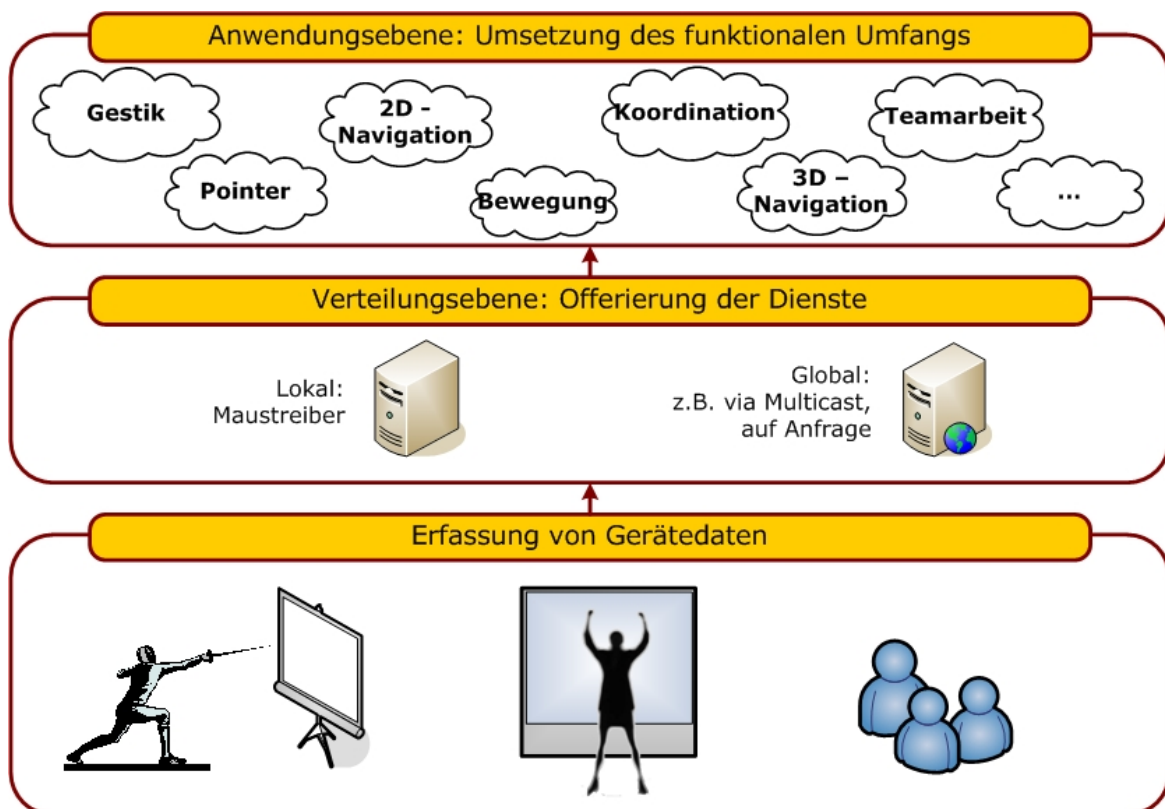 Anwendungsebene: Umsetzung des funktionalen Umfangs
Gestik
2D -
Navigation
Koordination
Teamarbeit
Pointer
Bewegung
3D –
Navigation
...
Verteilungsebene: Offerierung der Dienste
Lokal:
Maustreiber
Global:
z.B. via Multicast,
auf Anfrage
Erfassung von Gerätedaten